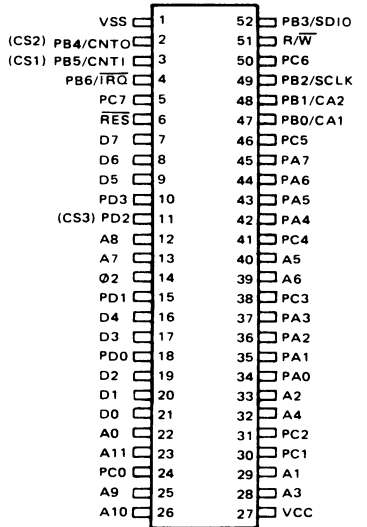 VSS 1 52 PB3/SDIO
(CS2) PB4/CNTO 2 51 R/W̅
(CS1) PB5/CNTI 3 50 PC6
PB6/I̅R̅Q̅ 4 49 PB2/SCLK
PC7 5 48 PB1/CA2
R̅E̅S̅ 6 47 PB0/CA1
D7 7 46 PC5
D6 8 45 PA7
D5 9 44 PA6
PD3 10 43 PA5
(CS3) PD2 11 42 PA4
A8 12 41 PC4
A7 13 40 A5
Ø2 14 39 A6
PD1 15 38 PC3
D4 16 37 PA3
D3 17 36 PA2
PD0 18 35 PA1
D2 19 34 PA0
D1 20 33 A2
D0 21 32 A4
A0 22 31 PC2
A11 23 30 PC1
PC0 24 29 A1
A9 25 28 A3
A10 26 27 VCC